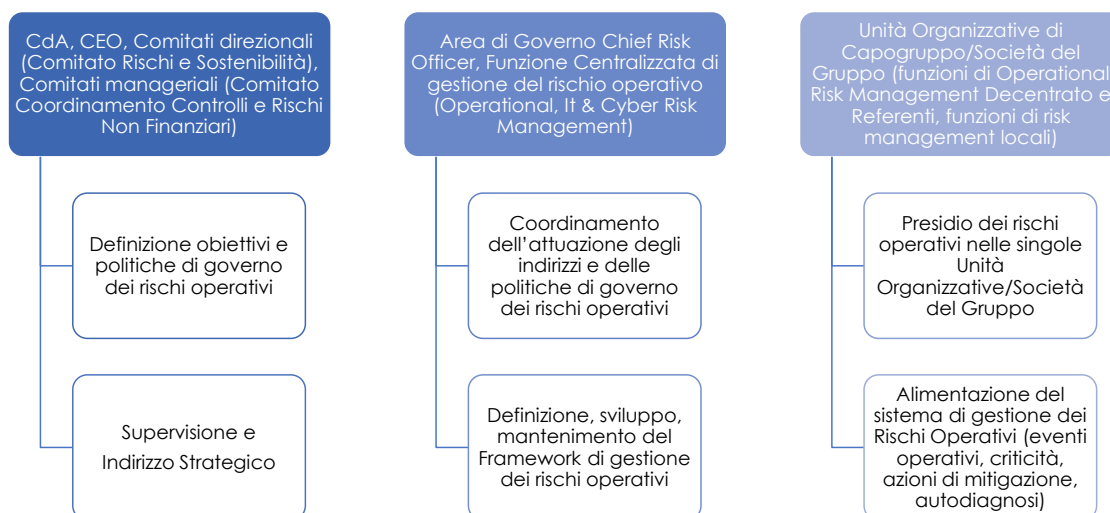 CdA, CEO, Comitati direzionali
(Comitato Rischi e Sostenibilità),
Comitati manageriali (Comitato
Coordinamento Controlli e Rischi
Non Finanziari)
Definizione obiettivi e
politiche di governo
dei rischi operativi
Supervisione e
Indirizzo Strategico
Area di Governo Chief Risk
Officer, Funzione Centralizzata di
gestione del rischio operativo
(Operational, It & Cyber Risk
Management)
Coordinamento
dell'attuazione degli
indirizzi e delle
politiche di governo
dei rischi operativi
Definizione, sviluppo,
mantenimento del
Framework di gestione
dei rischi operativi
Unità Organizzative di
Capogruppo/Società del
Gruppo (funzioni di Operational
Risk Management Decentrato e
Referenti, funzioni di risk
management locali)
Presidio dei rischi
operativi nelle singole
Unità
Organizzative/Società
del Gruppo
Alimentazione del
sistema di gestione dei
Rischi Operativi (eventi
operativi, criticità,
azioni di mitigazione,
autodiagnosi)